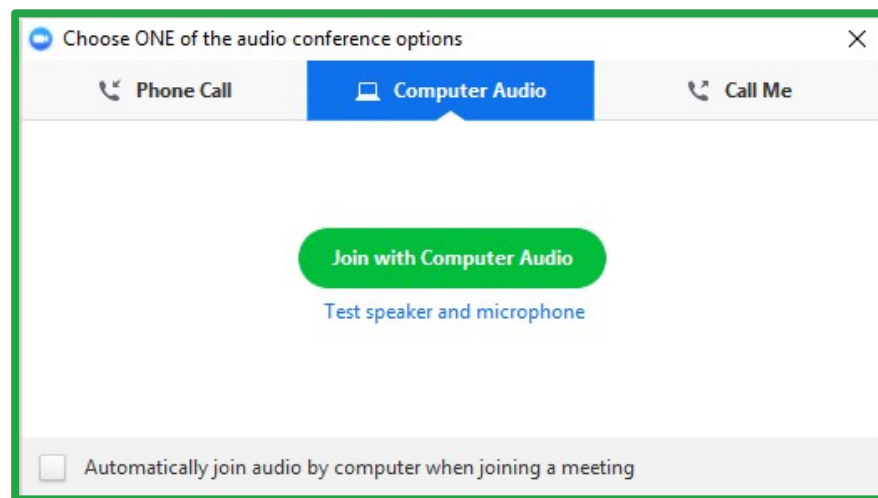 Choose ONE of the audio conference options
Phone Call
Computer Audio
Call Me
Join with Computer Audio
Test speaker and microphone
Automatically join audio by computer when joining a meeting